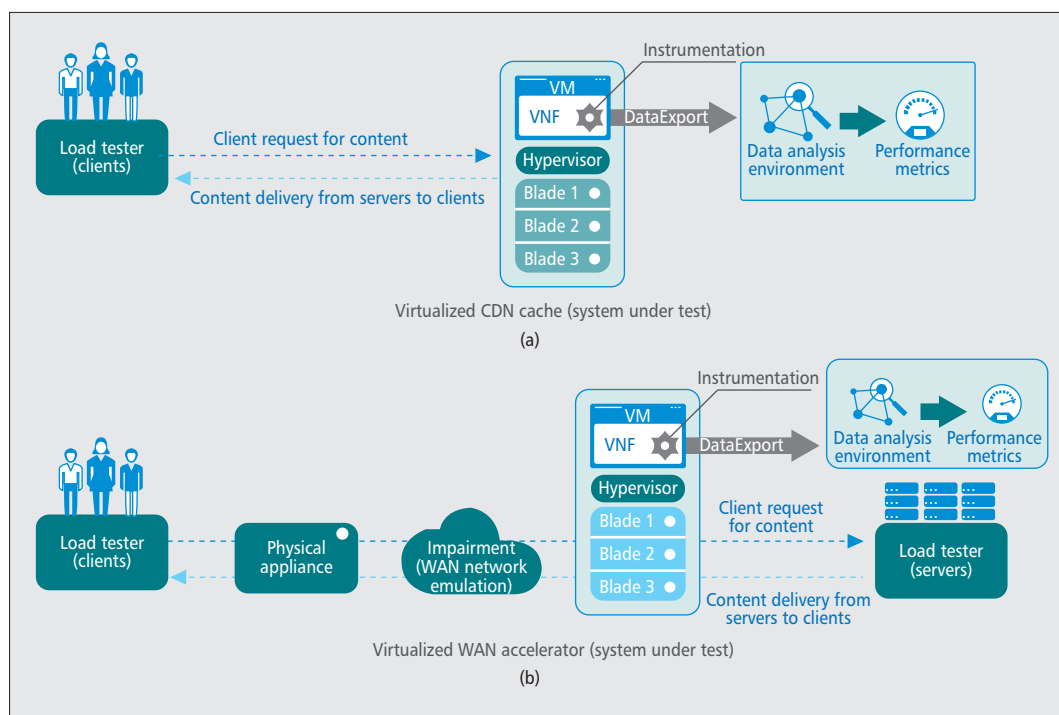 Instrumentation
VM
VNF
DataExport
Load tester
(clients)
Client request for content
Content delivery from servers to clients
Hypervisor
Blade 1
Blade 2
Blade 3
Data analysis
environment
Performance
metrics
Virtualized CDN cache (system under test)
(a)
Instrumentation
VM
VNF
DataExport
Data analysis
environment
Performance
metrics
Hypervisor
Load tester
(clients)
Physical
appliance
Impairment
(WAN network
emulation)
Blade 1
Blade 2
Blade 3
Client request
for content
Load tester
(servers)
Content delivery from
servers to clients
Virtualized WAN accelerator (system under test)
(b)